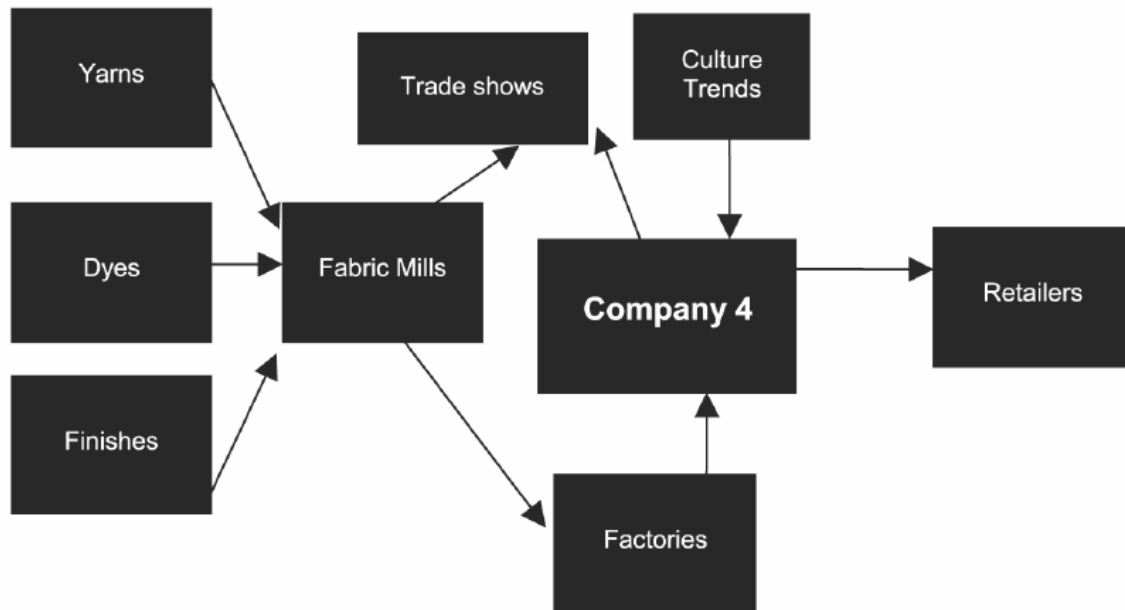 Yarns
Trade shows
Culture
Trends
Dyes
Fabric Mills
Company 4
Retailers
Finishes
Factories